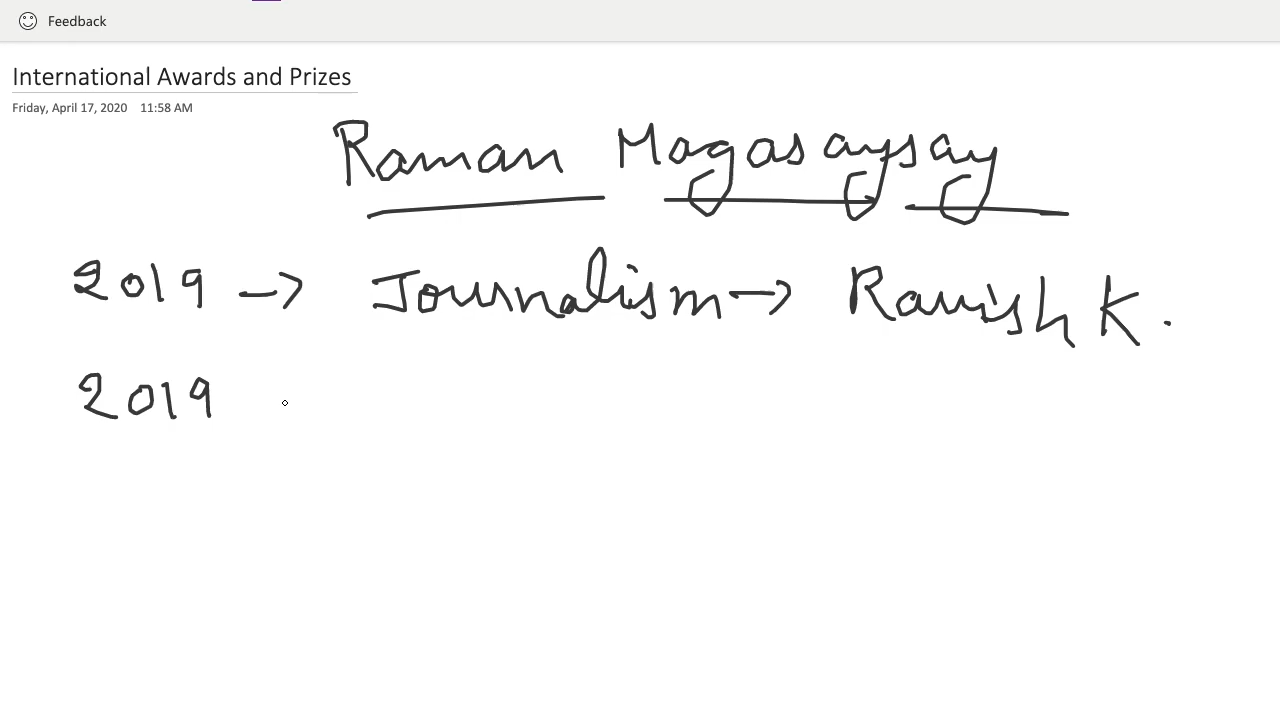 Feedback
International Awards and Prizes
Friday, April 17, 2020 11:58 AM
Raman Magasaysay
2019 -> Journalism -> Ravish K.
2019